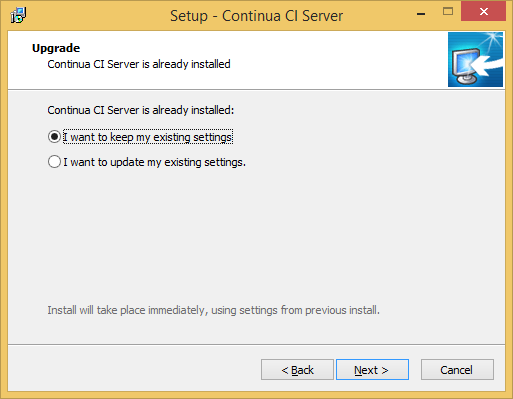 Setup - Continua CI Server
Upgrade
Continua CI Server is already installed
Continua CI Server is already installed:
I want to keep my existing settings
I want to update my existing settings.
Install will take place immediately, using settings from previous install.
< Back
Next >
Cancel